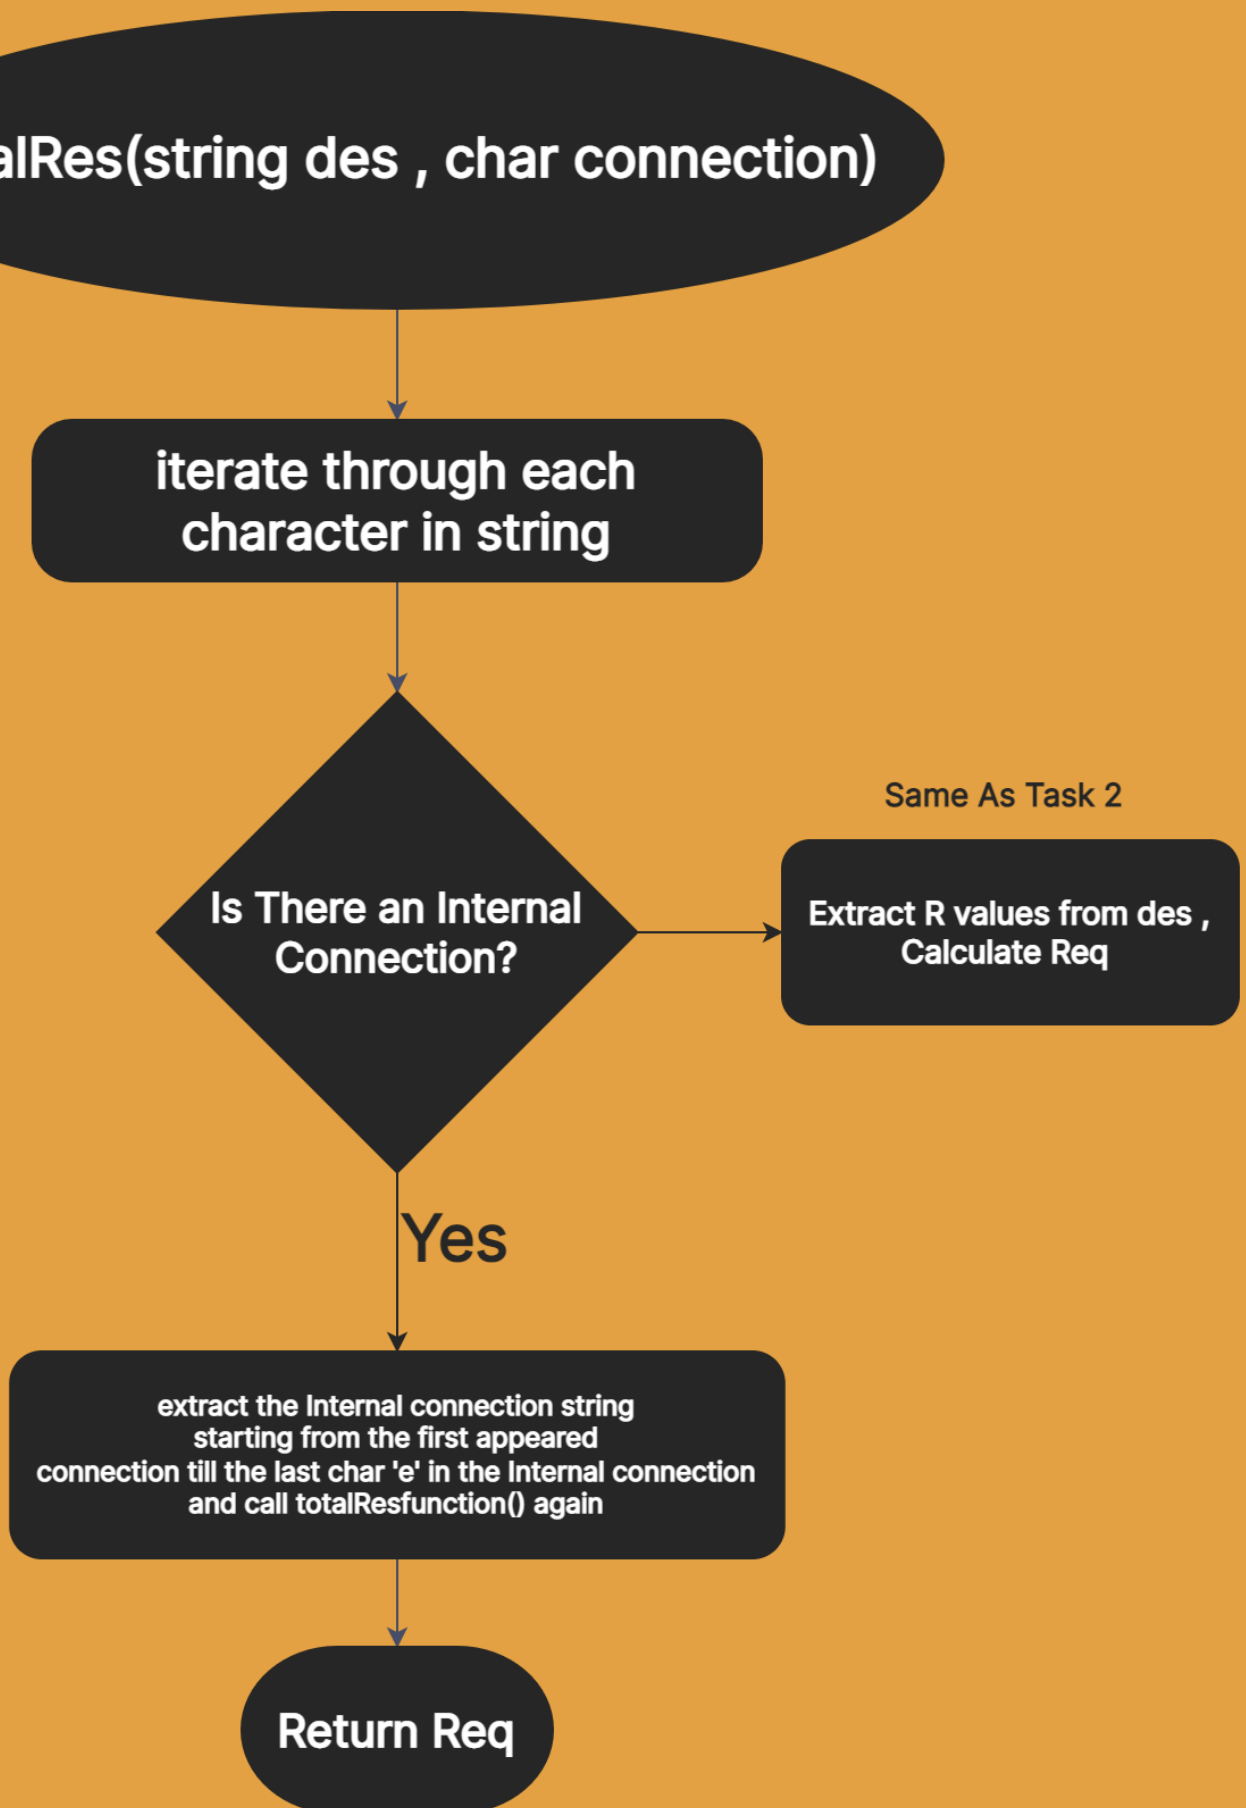 alRes(string des , char connection)
iterate through each
character in string
Is There an Internal
Connection?
Same As Task 2
Extract R values from des ,
Calculate Req
Yes
extract the Internal connection string
starting from the first appeared
connection till the last char 'e' in the Internal connection
and call totalResfunction() again
Return Req